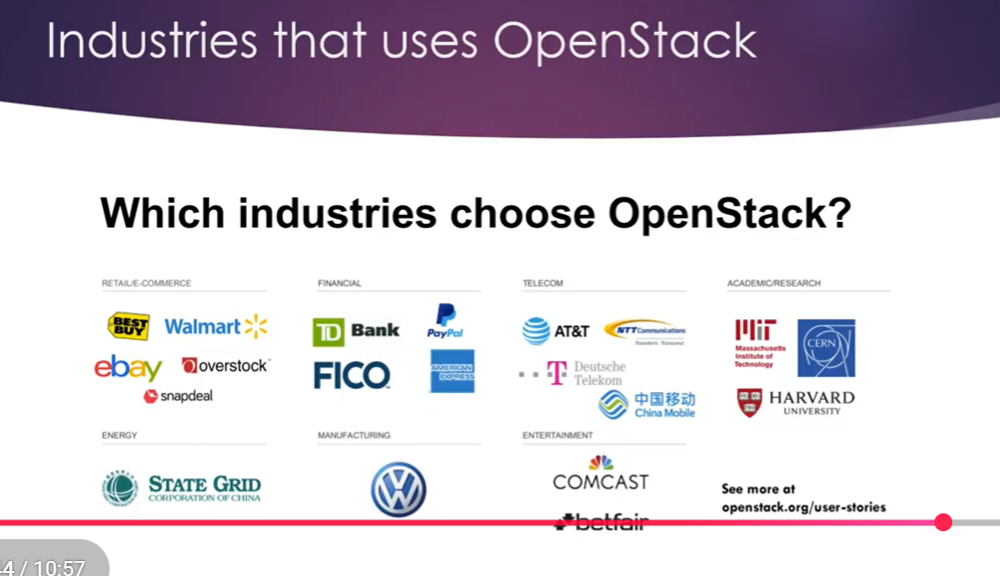 Industries that uses OpenStack
Which industries choose OpenStack?
RETAIL/E-COMMERCE
BEST
BUY
Walmart
ebay
overstock
snapdeal
FINANCIAL
TD Bank
PayPal
FICO
AMERICAN
EXPRESS
TELECOM
AT&T
NTT Communications
Transform. Transcend.
Deutsche
T Telekom
中国移动
China Mobile
ACADEMIC/RESEARCH
MIT
Massachusetts
Institute of
Technology
CERN
HARVARD
UNIVERSITY
ENERGY
STATE GRID
CORPORATION OF CHINA
MANUFACTURING
VW
ENTERTAINMENT
COMCAST
betfair
See more at
openstack.org/user-stories
4 / 10:57